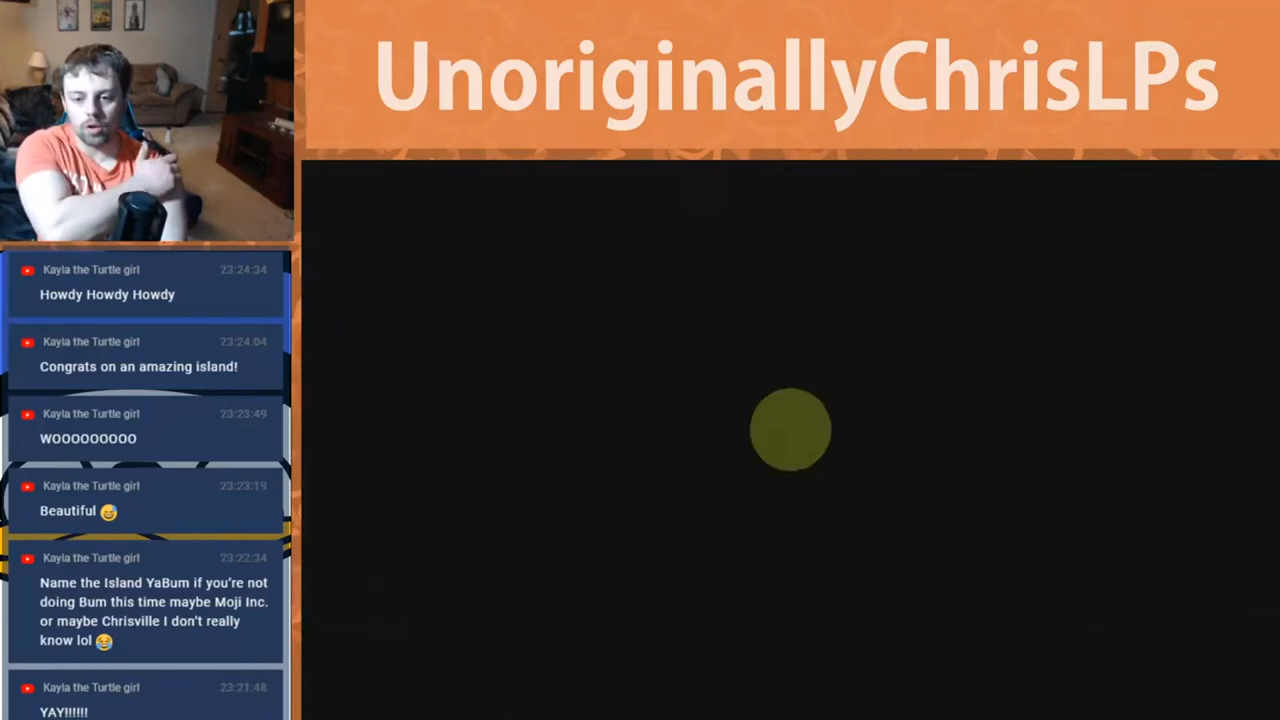 UnoriginallyChrisLPs
Kayla the Turtle girl 23:24:34
Howdy Howdy Howdy
Kayla the Turtle girl 23:24:04
Congrats on an amazing island!
Kayla the Turtle girl 23:23:49
WOOOOOOOOO
Kayla the Turtle girl 23:23:19
Beautiful 😅
Kayla the Turtle girl 23:22:34
Name the Island YaBum if you're not
doing Bum this time maybe Moji Inc.
or maybe Chrisville I don't really
know lol 😂
Kayla the Turtle girl 23:21:48
YAY!!!!!!